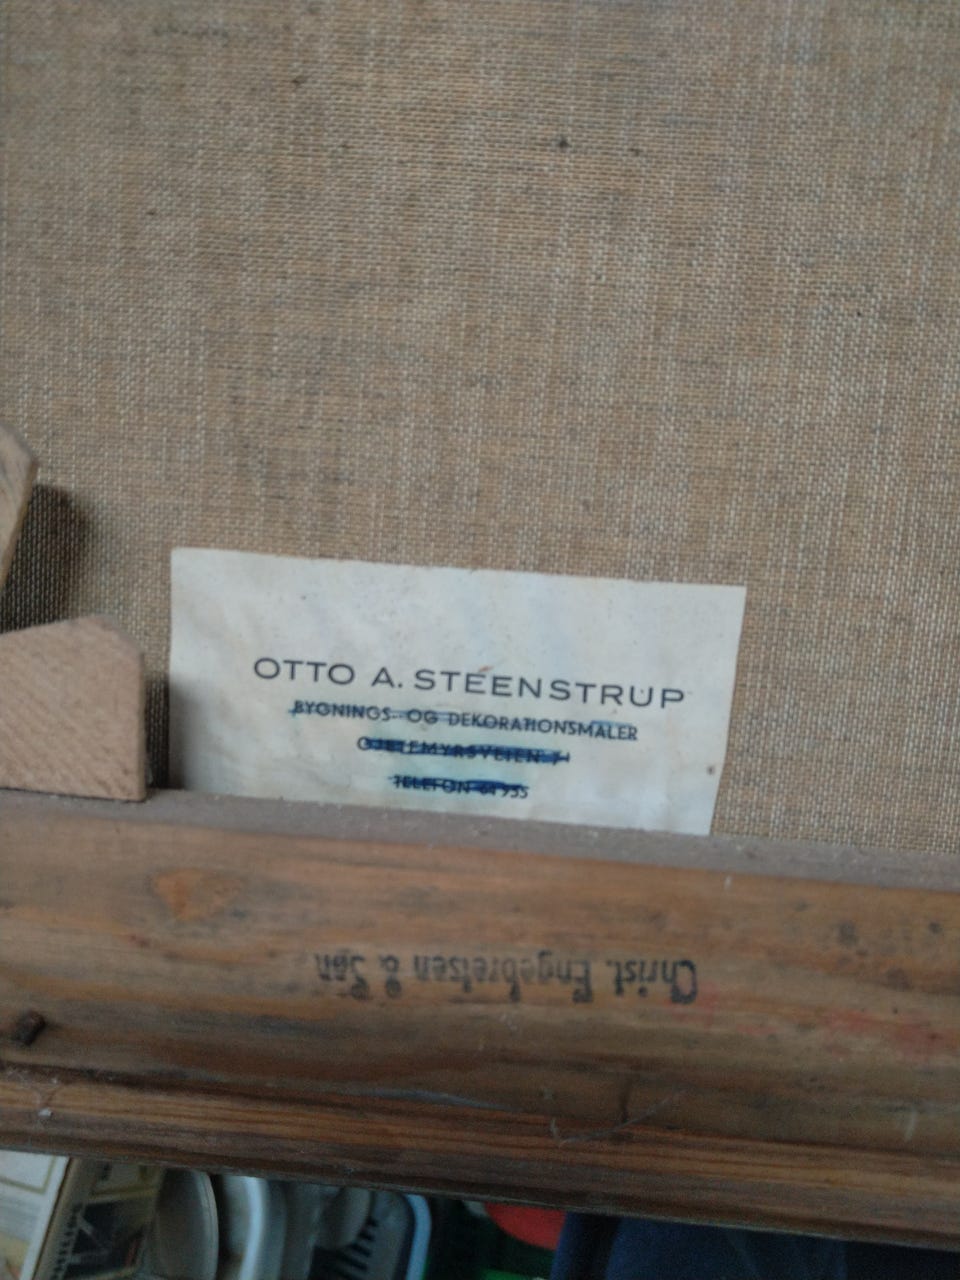 OTTO A. STEENSTRUP
BYGNINGS- OG DEKORATIONSMALER
TELEFON
Christ. Engebretsen & Søn